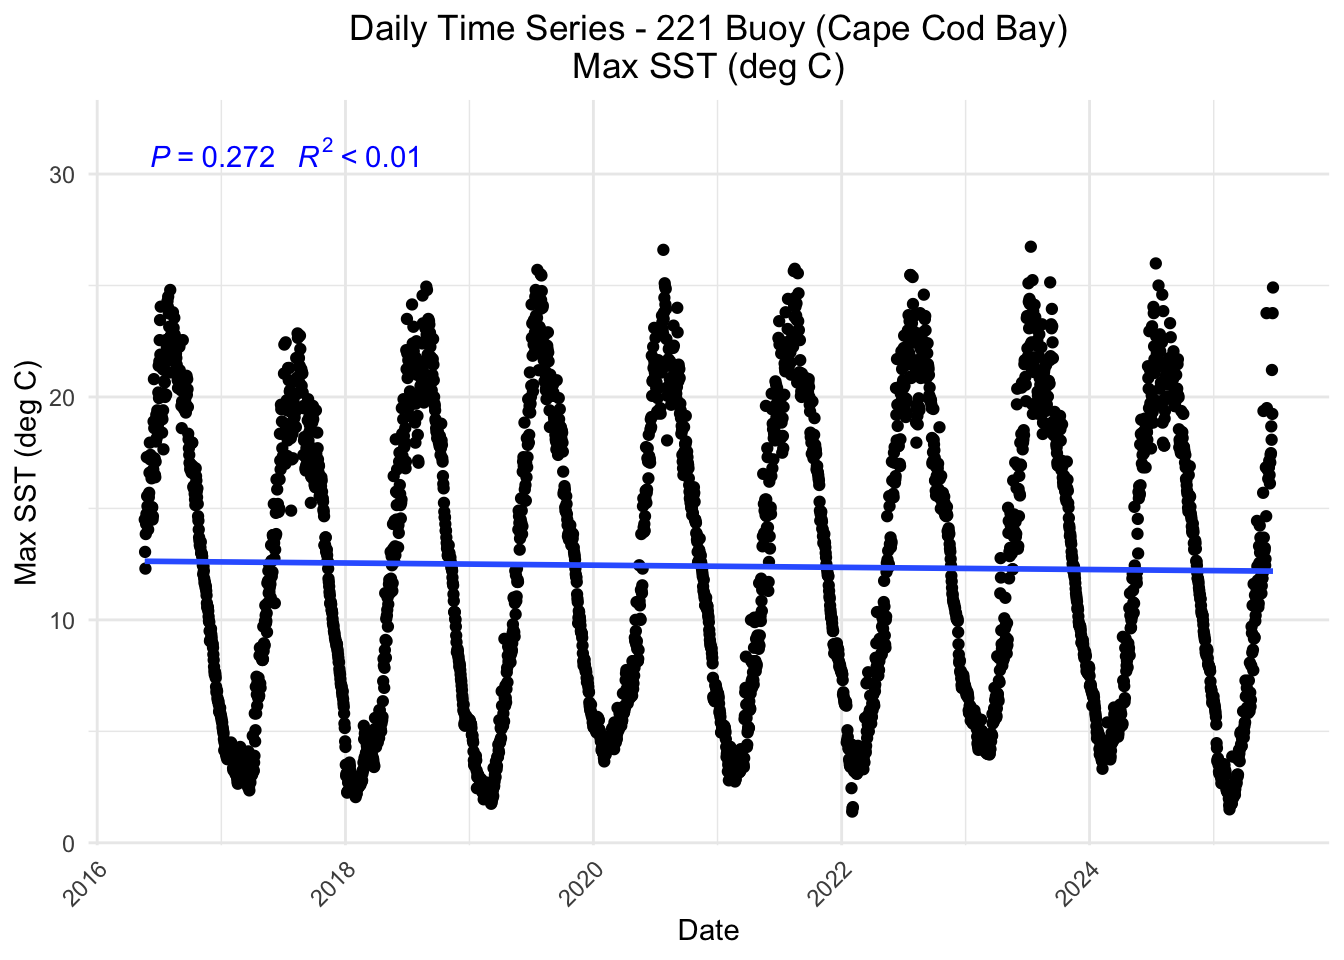 Daily Time Series - 221 Buoy (Cape Cod Bay)
Max SST (deg C)
P = 0.272 R² < 0.01
30
20
10
0
Max SST (deg C)
2016
2018
2020
2022
2024
Date